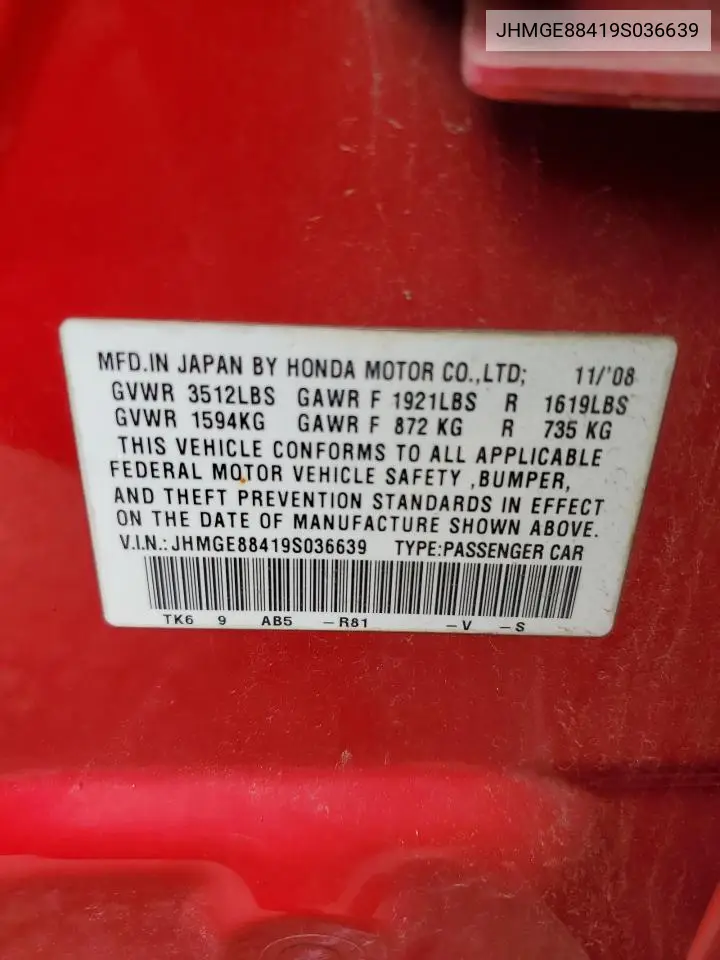 JHMGE88419S036639
MFD.IN JAPAN BY HONDA MOTOR CO.,LTD; 11/'08
GVWR 3512LBS GAWR F 1921LBS R 1619LBS
GVWR 1594KG GAWR F 872 KG R 735 KG
THIS VEHICLE CONFORMS TO ALL APPLICABLE
FEDERAL MOTOR VEHICLE SAFETY ,BUMPER,
AND THEFT PREVENTION STANDARDS IN EFFECT
ON THE DATE OF MANUFACTURE SHOWN ABOVE.
V.I.N.: JHMGE88419S036639 TYPE:PASSENGER CAR
TK6 9 AB5 -R81 -V -S